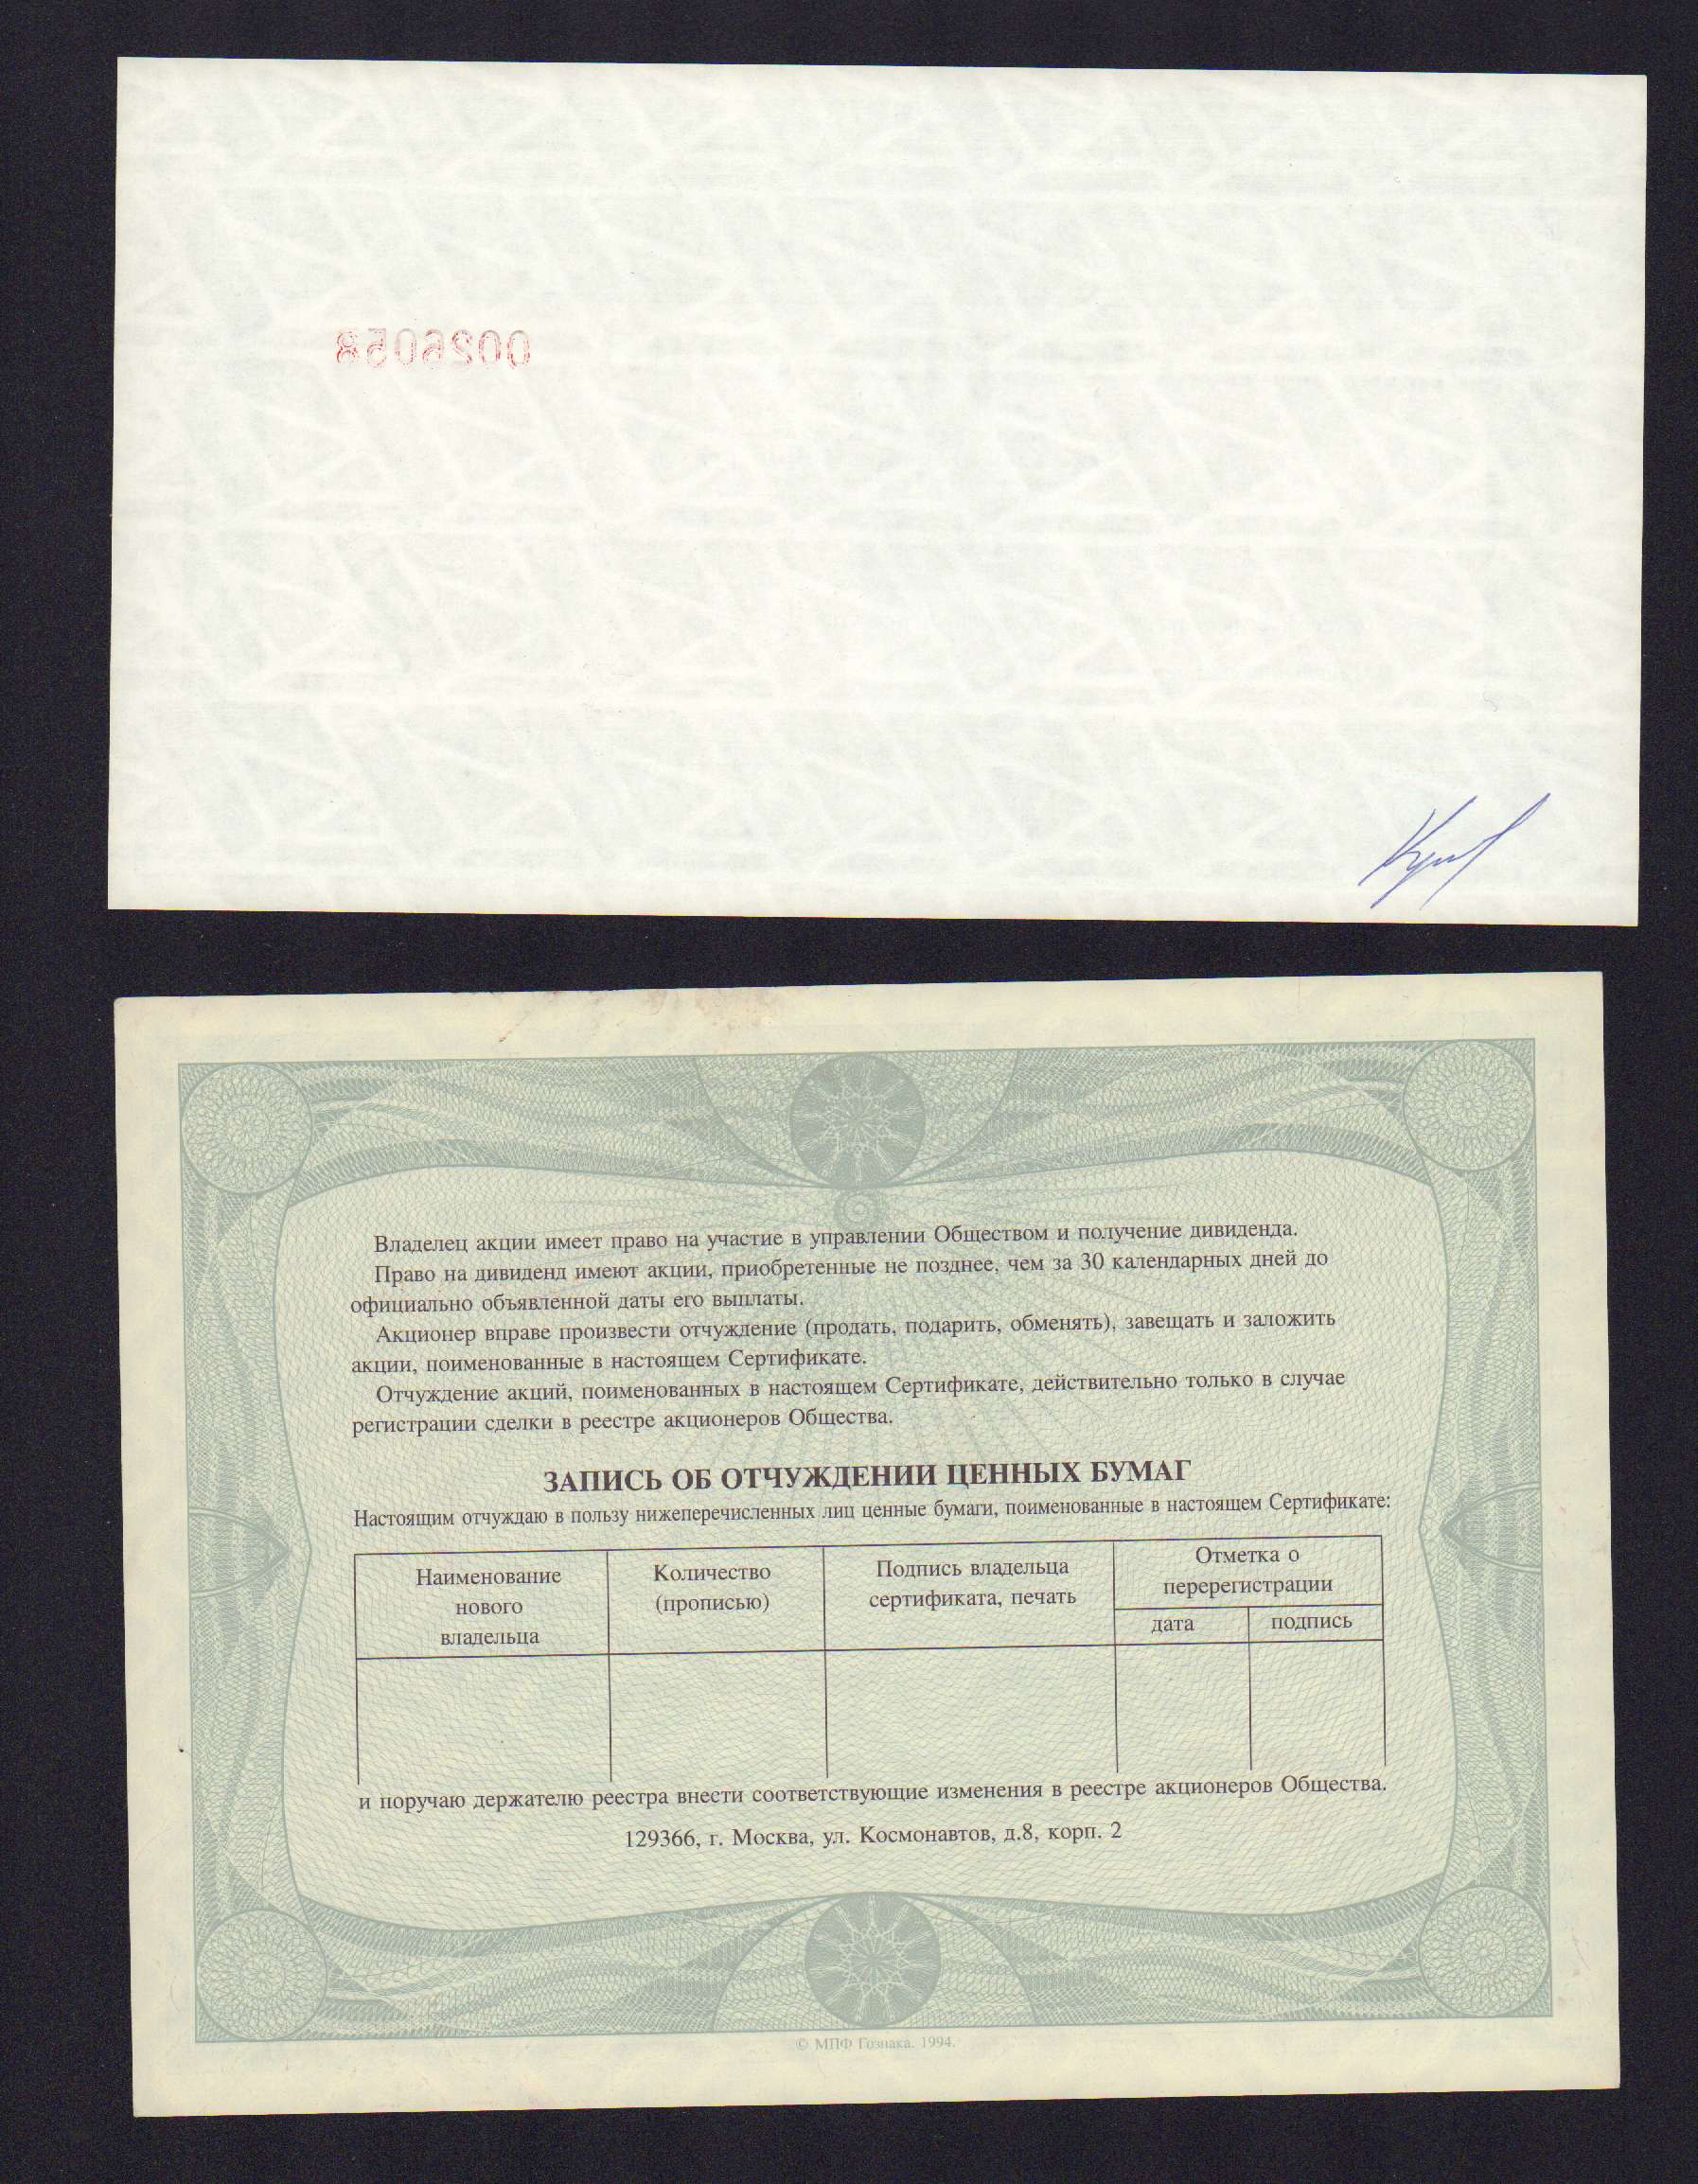 0026058
Владелец акции имеет право на участие в управлении Обществом и получение дивиденда.
Право на дивиденд имеют акции, приобретенные не позднее, чем за 30 календарных дней до
официально объявленной даты его выплаты.
Акционер вправе произвести отчуждение (продать, подарить, обменять), завещать и заложить
акции, поименованные в настоящем Сертификате.
Отчуждение акций, поименованных в настоящем Сертификате, действительно только в случае
регистрации сделки в реестре акционеров Общества.
ЗАПИСЬ ОБ ОТЧУЖДЕНИИ ЦЕННЫХ БУМАГ
Настоящим отчуждаю в пользу нижеперечисленных лиц ценные бумаги, поименованные в настоящем Сертификате:
Наименование
нового
владельца
Количество
(прописью)
Подпись владельца
сертификата, печать
Отметка о
перерегистрации
дата
подпись
и поручаю держателю реестра внести соответствующие изменения в реестре акционеров Общества.
129366, г. Москва, ул. Космонавтов, д.8, корп. 2
© МПФ Гознака. 1994.